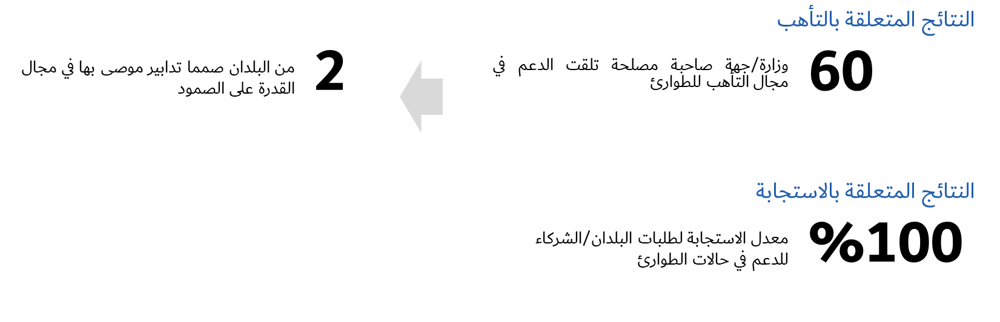 النتائج المتعلقة بالتأهب
60
وزارة/جهة صاحبة مصلحة تلقت الدعم في
مجال التأهب للطوارئ
2
من البلدان صمما تدابير موصى بها في مجال
القدرة على الصمود
النتائج المتعلقة بالاستجابة
%100
معدل الاستجابة لطلبات البلدان/الشركاء
للدعم في حالات الطوارئ